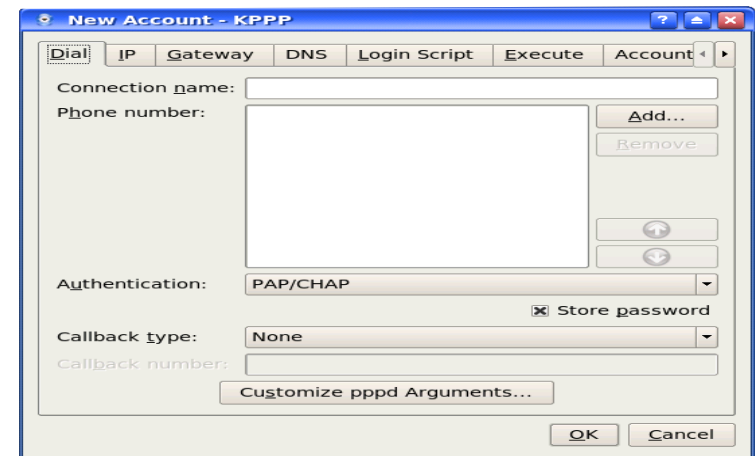 New Account - KPPP
Dial IP Gateway DNS Login Script Execute Account
Connection name:
Phone number:
Add...
Remove
Authentication: PAP/CHAP
Store password
Callback type: None
Callback number:
Customize pppd Arguments...
OK Cancel